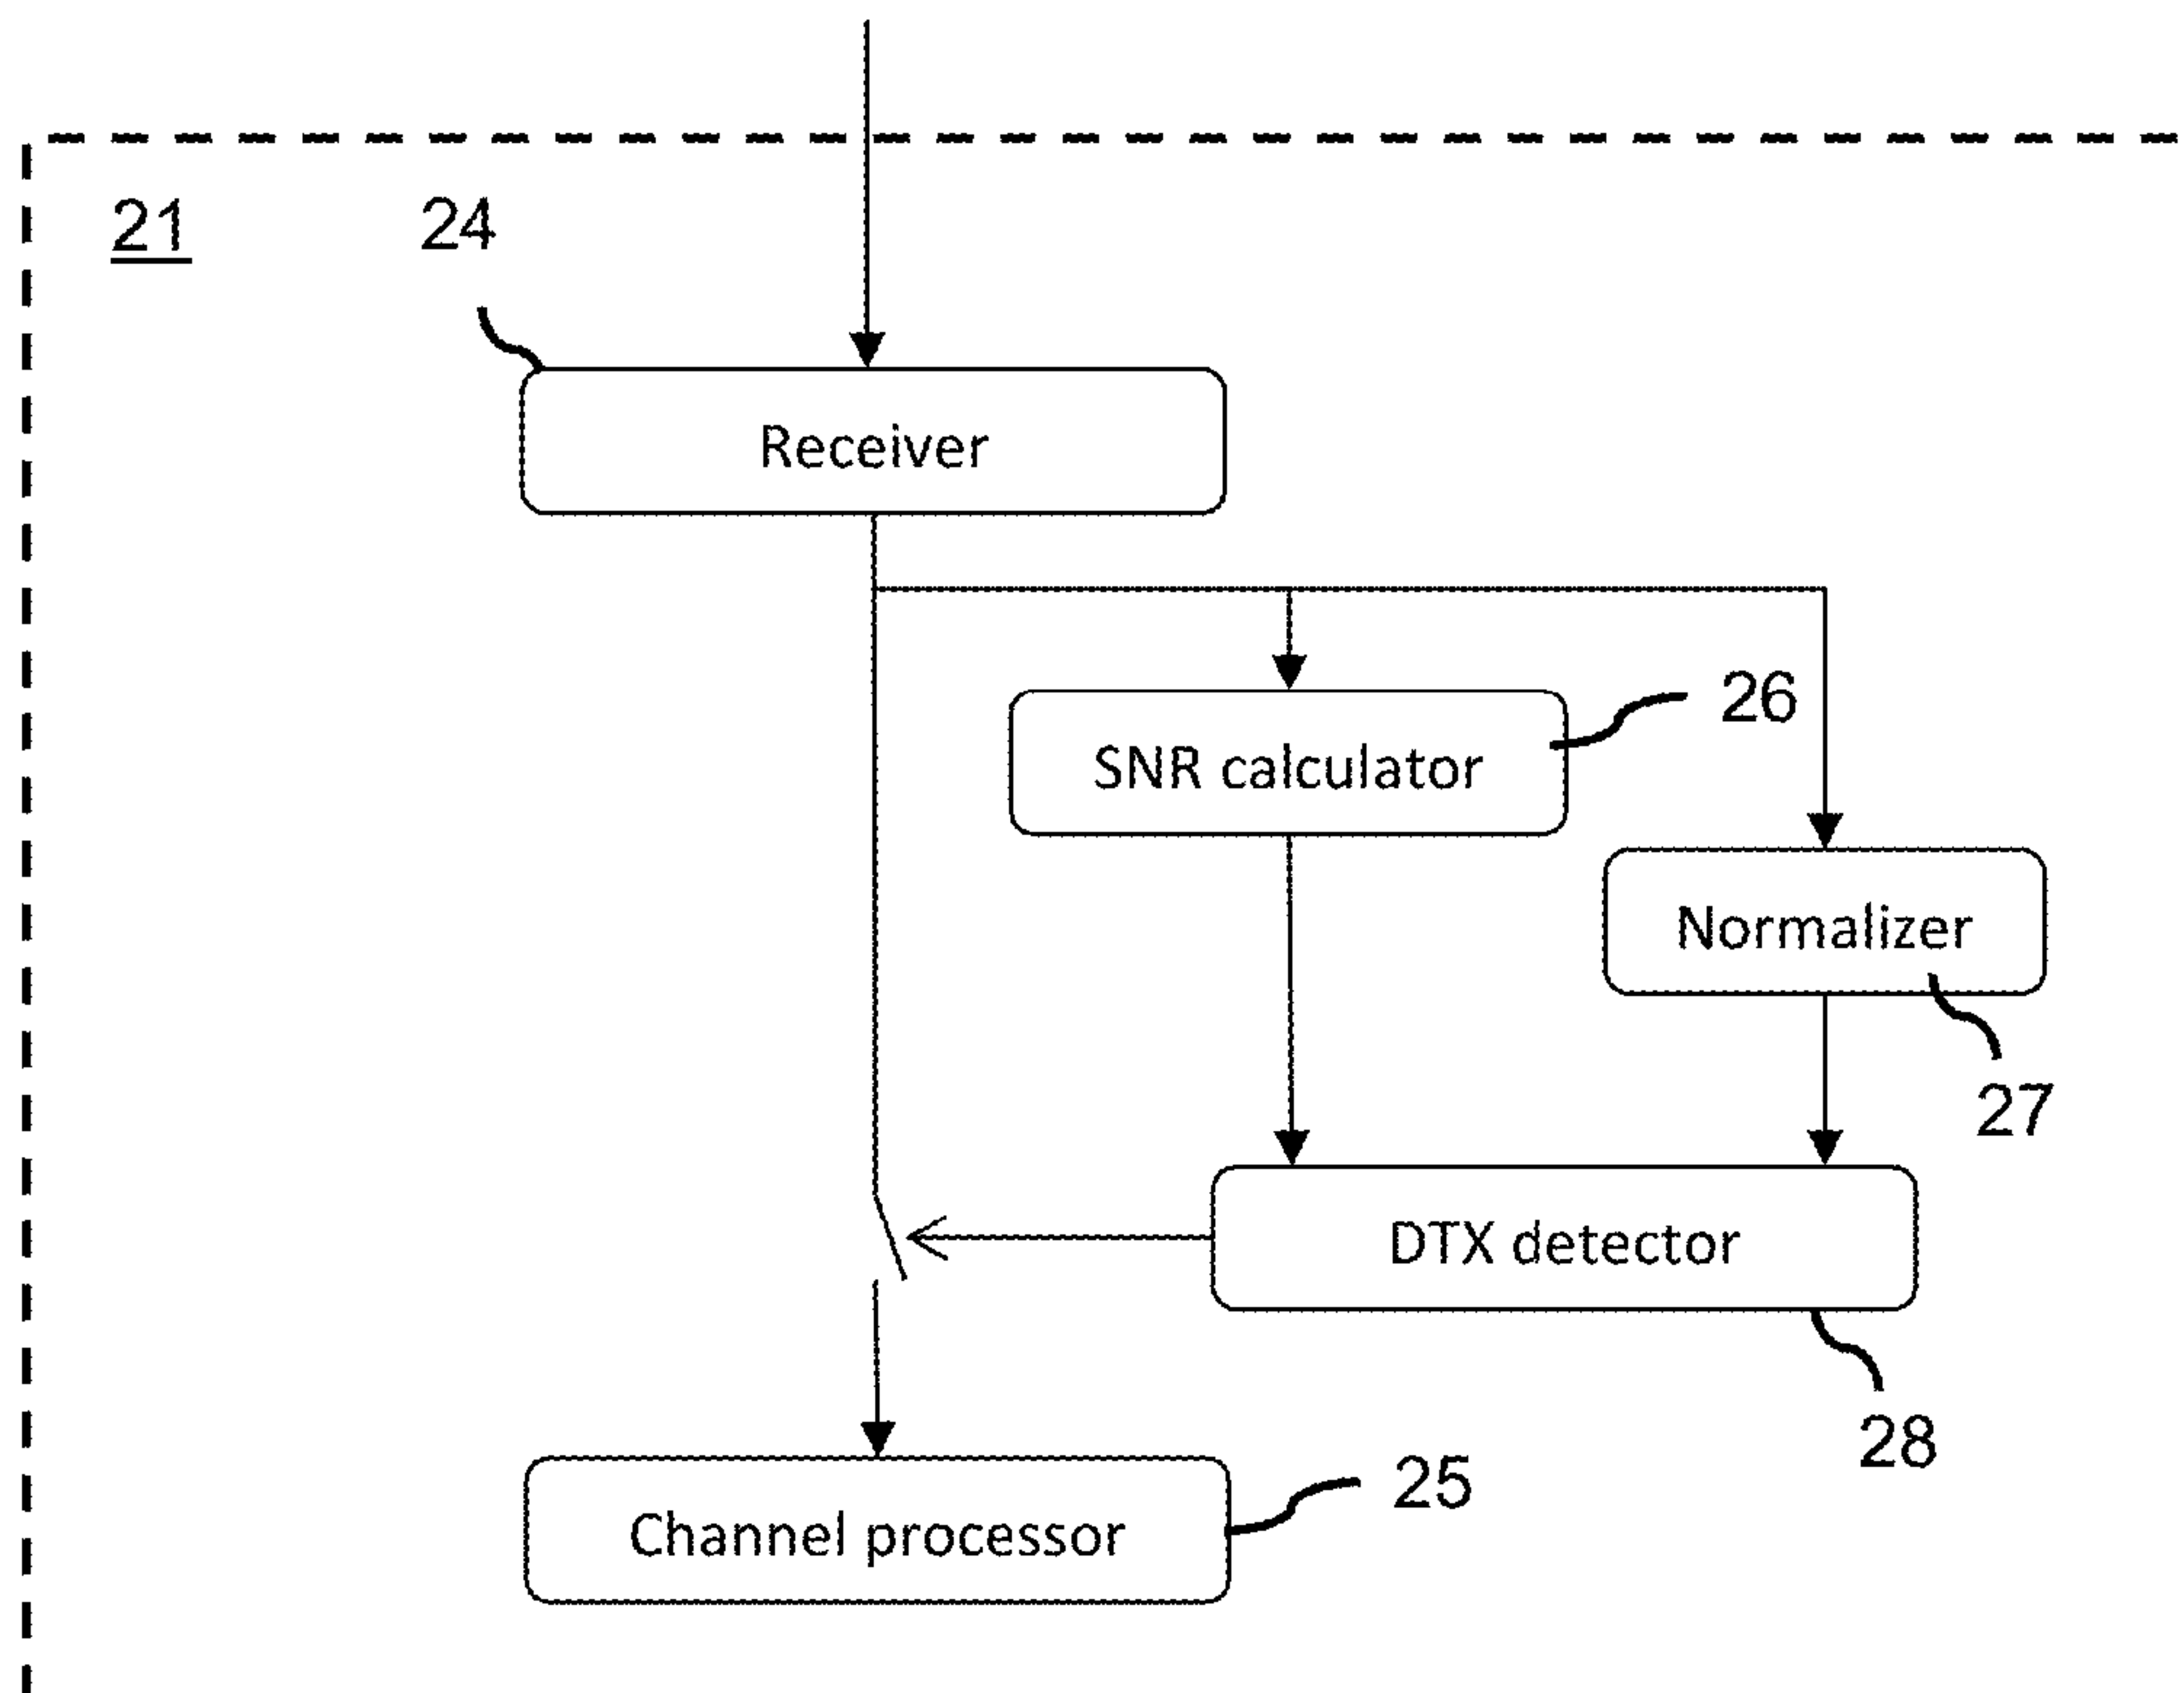 21
24
Receiver
26
SNR calculator
Normalizer
27
DTX detector
28
25
Channel processor